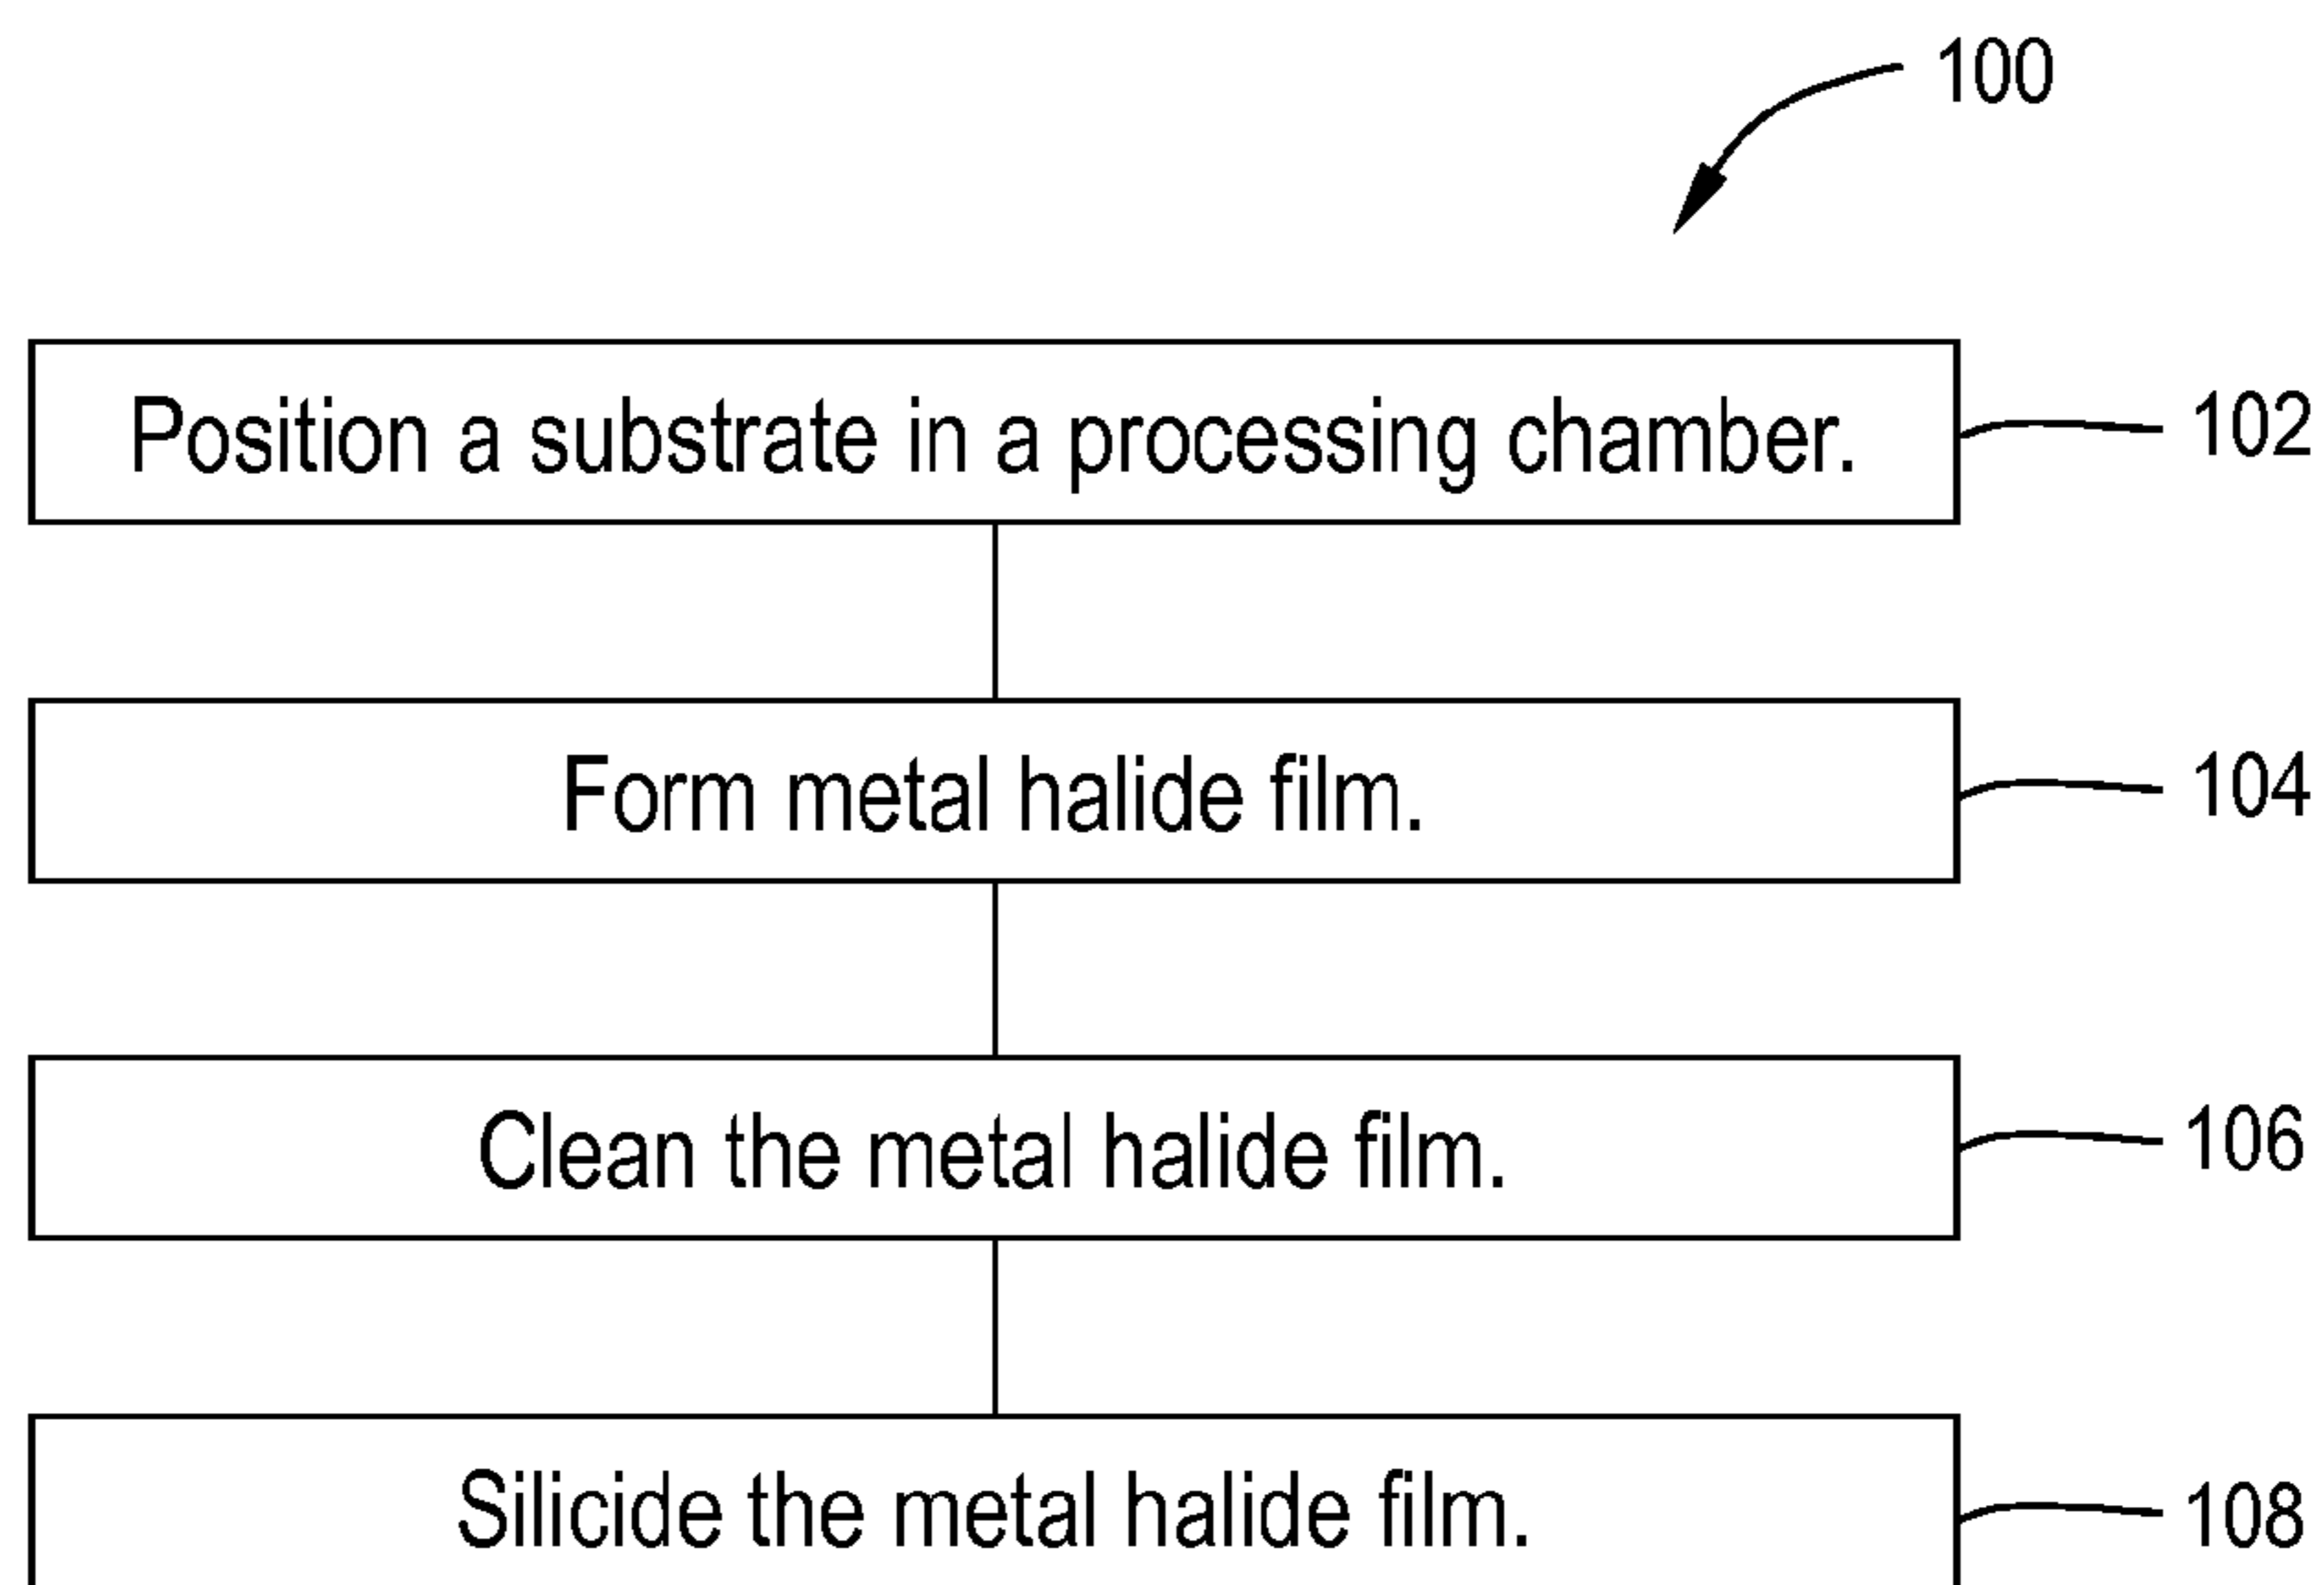 100
Position a substrate in a processing chamber.
102
Form metal halide film.
104
Clean the metal halide film.
106
Silicide the metal halide film.
108